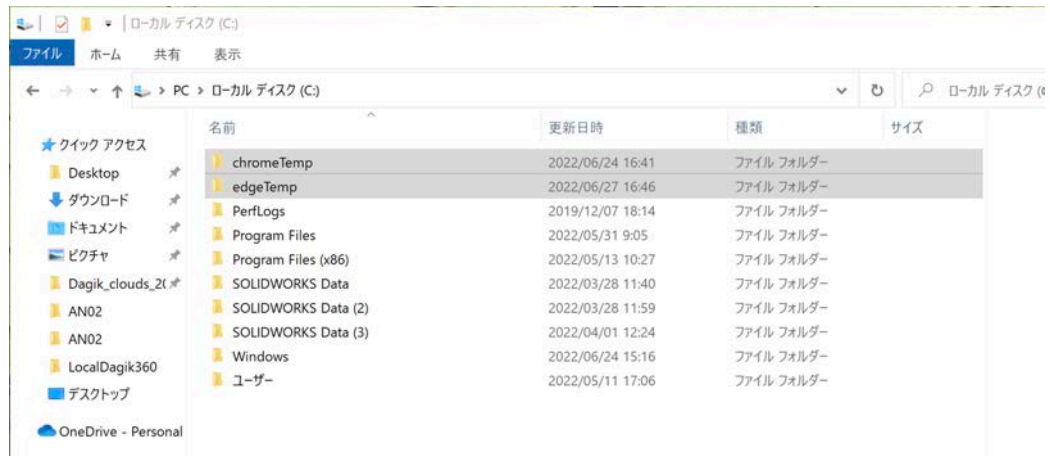 ローカル ディスク (C:)
ファイル ホーム 共有 表示
PC > ローカル ディスク (C:)
ローカル ディスク
名前 更新日時 種類 サイズ
クイック アクセス
Desktop
ダウンロード
ドキュメント
ピクチャ
Dagik_clouds_2
AN02
AN02
LocalDagik360
デスクトップ
OneDrive - Personal
chromeTemp 2022/06/24 16:41 ファイル フォルダー
edgeTemp 2022/06/27 16:46 ファイル フォルダー
PerfLogs 2019/12/07 18:14 ファイル フォルダー
Program Files 2022/05/31 9:05 ファイル フォルダー
Program Files (x86) 2022/05/13 10:27 ファイル フォルダー
SOLIDWORKS Data 2022/03/28 11:40 ファイル フォルダー
SOLIDWORKS Data (2) 2022/03/28 11:59 ファイル フォルダー
SOLIDWORKS Data (3) 2022/04/01 12:24 ファイル フォルダー
Windows 2022/06/24 15:16 ファイル フォルダー
ユーザー 2022/05/11 17:06 ファイル フォルダー